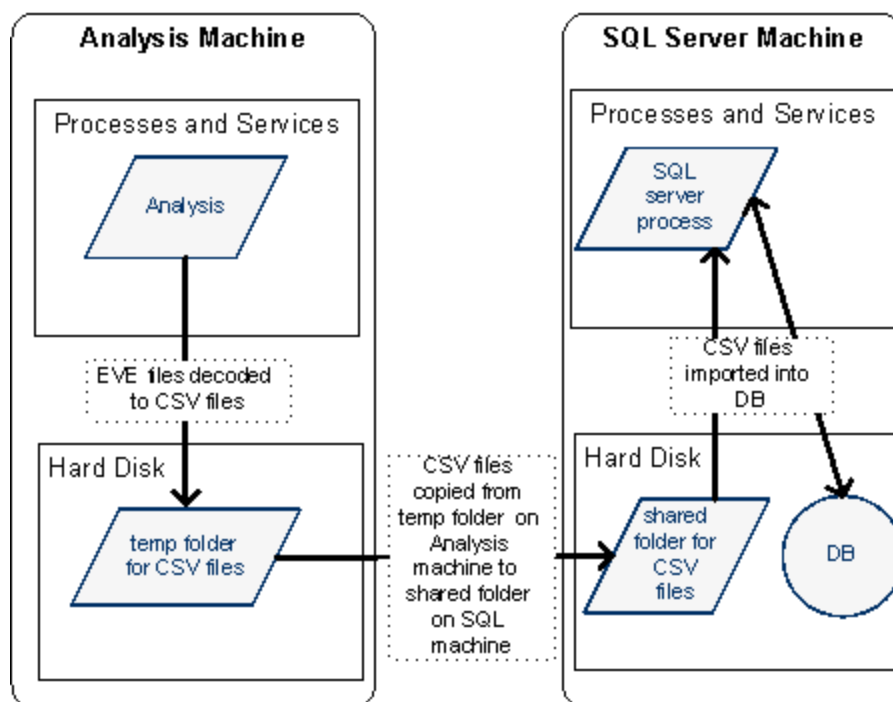 Analysis Machine
Processes and Services
Analysis
EVE files decoded
to CSV files
Hard Disk
temp folder
for CSV files
CSV files
copied from
temp folder on
Analysis
machine to
shared folder
on SQL
machine
SQL Server Machine
Processes and Services
SQL
server
process
CSV files
imported into
DB
Hard Disk
shared
folder for
CSV
files
DB